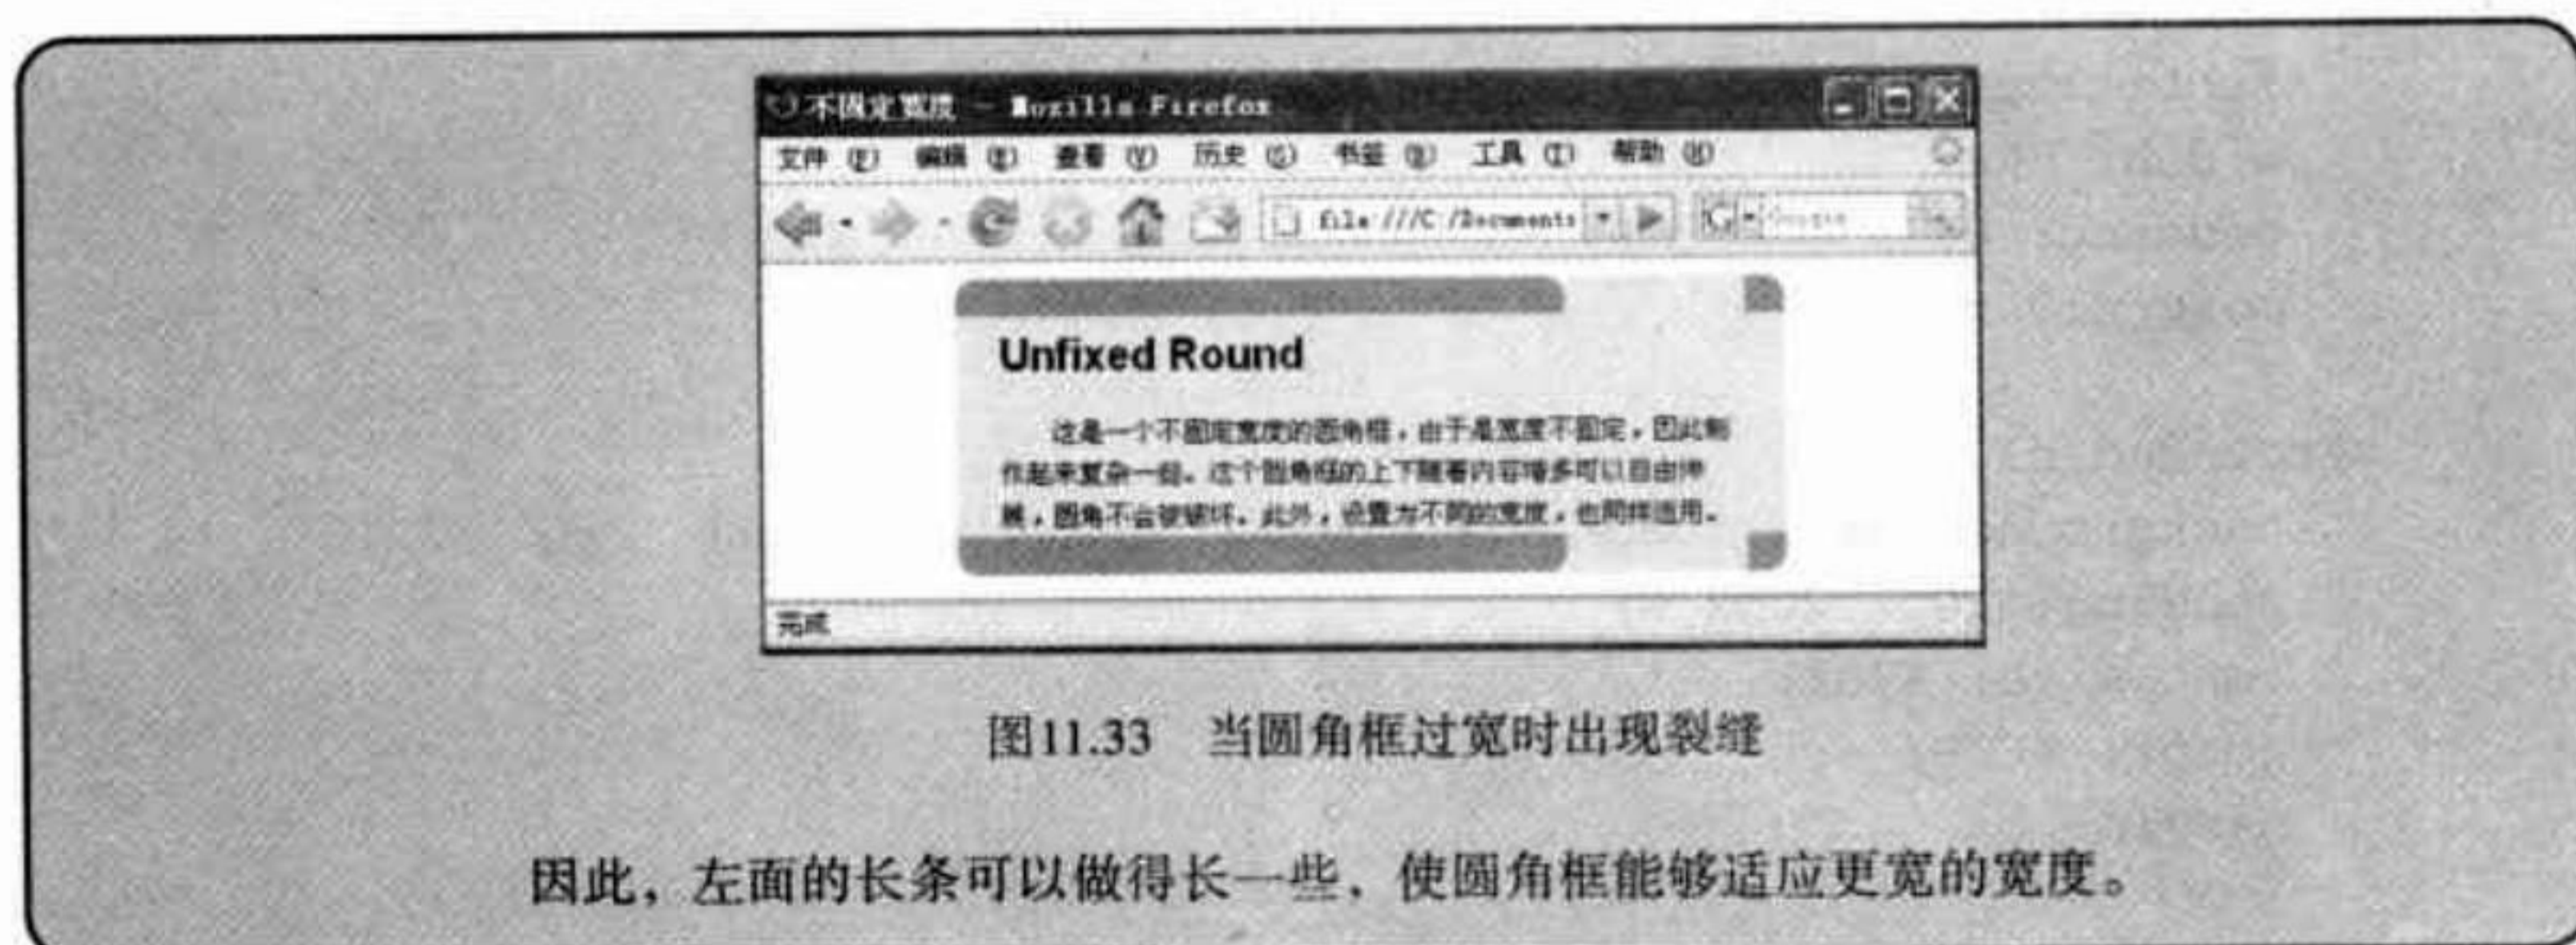 不固定宽度 - Mozilla Firefox
文件 (F) 编辑 (E) 查看 (V) 历史 (S) 书签 (B) 工具 (T) 帮助 (H)
file:///C:/Documents
Unfixed Round
这是一个不固定宽度的圆角框，由于是宽度不固定，因此制
作起来复杂一些。这个圆角框的上下随着内容增多可以自由伸
展，圆角不会被破坏。此外，设置为不同的宽度，也同样适用。
完成
图11.33 当圆角框过宽时出现裂缝
因此，左面的长条可以做得长一些，使圆角框能够适应更宽的宽度。